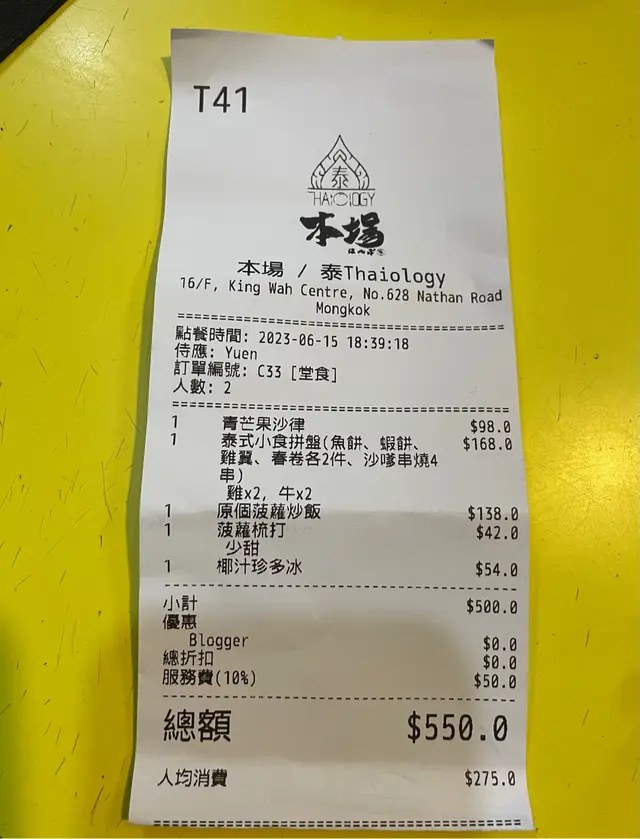 T41
泰
THAIOLOGY
本場
本場 / 泰Thaiology
16/F, King Wah Centre, No.628 Nathan Road
Mongkok
點餐時間: 2023-06-15 18:39:18
侍應: Yuen
訂單編號: C33 [堂食]
人數: 2
1 青芒果沙律 $98.0
1 泰式小食拼盤(魚餅、蝦餅、 $168.0
雞翼、春卷各2件、沙嗲串燒4
串)
雞x2, 牛x2
1 原個菠蘿炒飯 $138.0
1 菠蘿梳打 $42.0
少甜
1 椰汁珍多冰 $54.0
小計 $500.0
優惠
Blogger $0.0
總折扣 $0.0
服務費(10%) $50.0
總額 $550.0
人均消費 $275.0